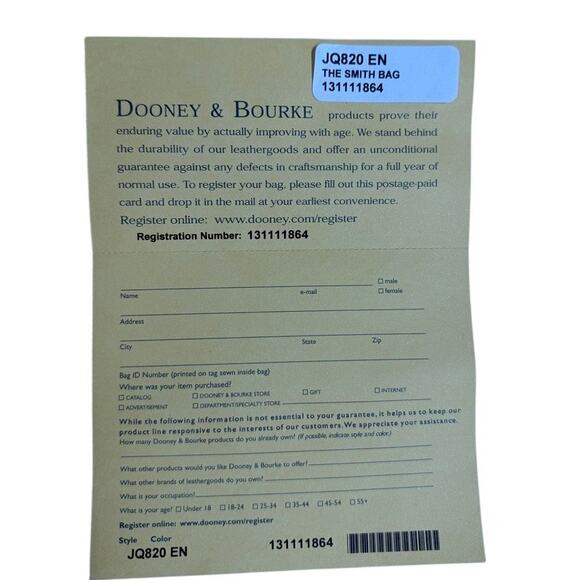 JQ820 EN
THE SMITH BAG
131111864
DOONEY & BOURKE products prove their
enduring value by actually improving with age. We stand behind
the durability of our leathergoods and offer an unconditional
guarantee against any defects in craftsmanship for a full year of
normal use. To register your bag, please fill out this postage-paid
card and drop it in the mail at your earliest convenience.
Register online: www.dooney.com/register
Registration Number: 131111864
☐ male
Name e-mail ☐ female
Address
City State Zip
Bag ID Number (printed on tag sewn inside bag)
Where was your item purchased?
☐ CATALOG ☐ DOONEY & BOURKE STORE ☐ GIFT ☐ INTERNET
☐ ADVERTISEMENT ☐ DEPARTMENT/SPECIALTY STORE
While the following information is not essential to your guarantee, it helps us to keep our
product line responsive to the interests of our customers. We appreciate your assistance.
How many Dooney & Bourke products do you already own? (If possible, indicate style and color.)
What other products would you like Dooney & Bourke to offer?
What other brands of leathergoods do you own?
What is your occupation?
What is your age? ☐ Under 18 ☐ 18-24 ☐ 25-34 ☐ 35-44 ☐ 45-54 ☐ 55+
Register online: www.dooney.com/register
Style Color
JQ820 EN 131111864